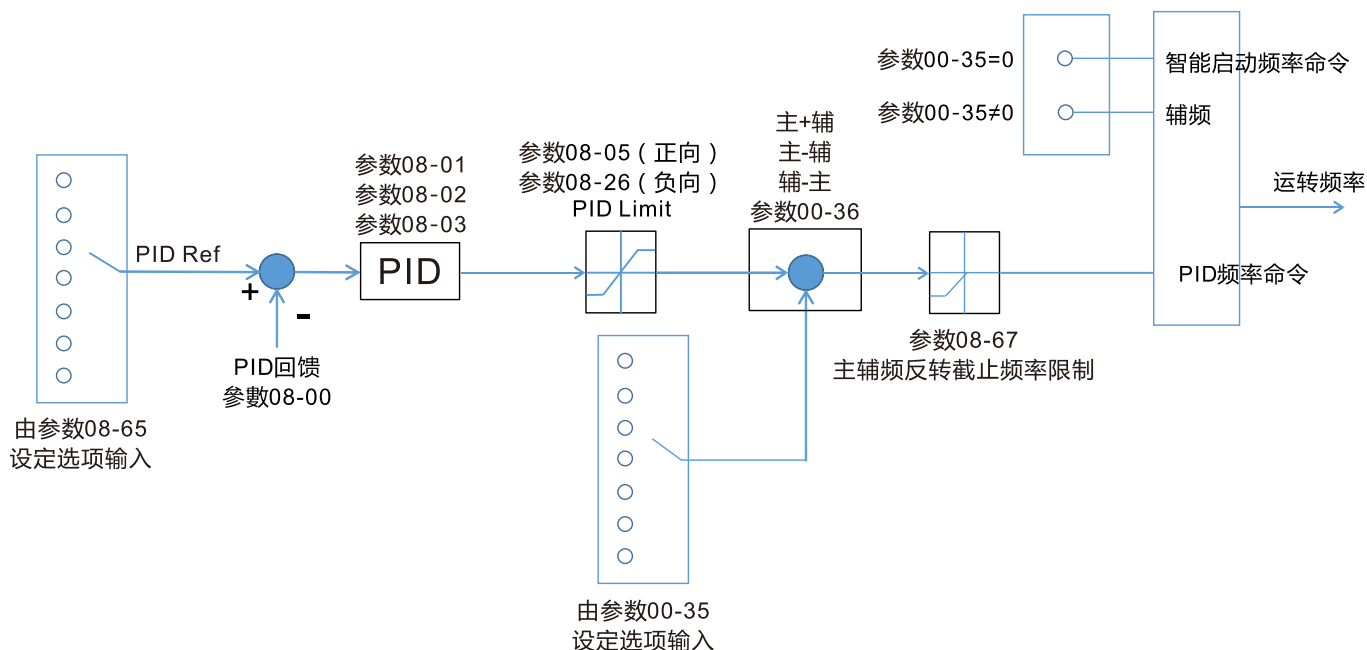 参数00-35=0
智能启动频率命令
参数00-35≠0
辅频
主+辅
主-辅
辅-主
参数00-36
参数08-05（正向）
参数08-26（负向）
PID Limit
参数08-01
参数08-02
参数08-03
PID
运转频率
PID Ref
+
-
PID频率命令
PID回馈
參數08-00
参数08-67
主辅频反转截止频率限制
由参数08-65
设定选项输入
由参数00-35
设定选项输入